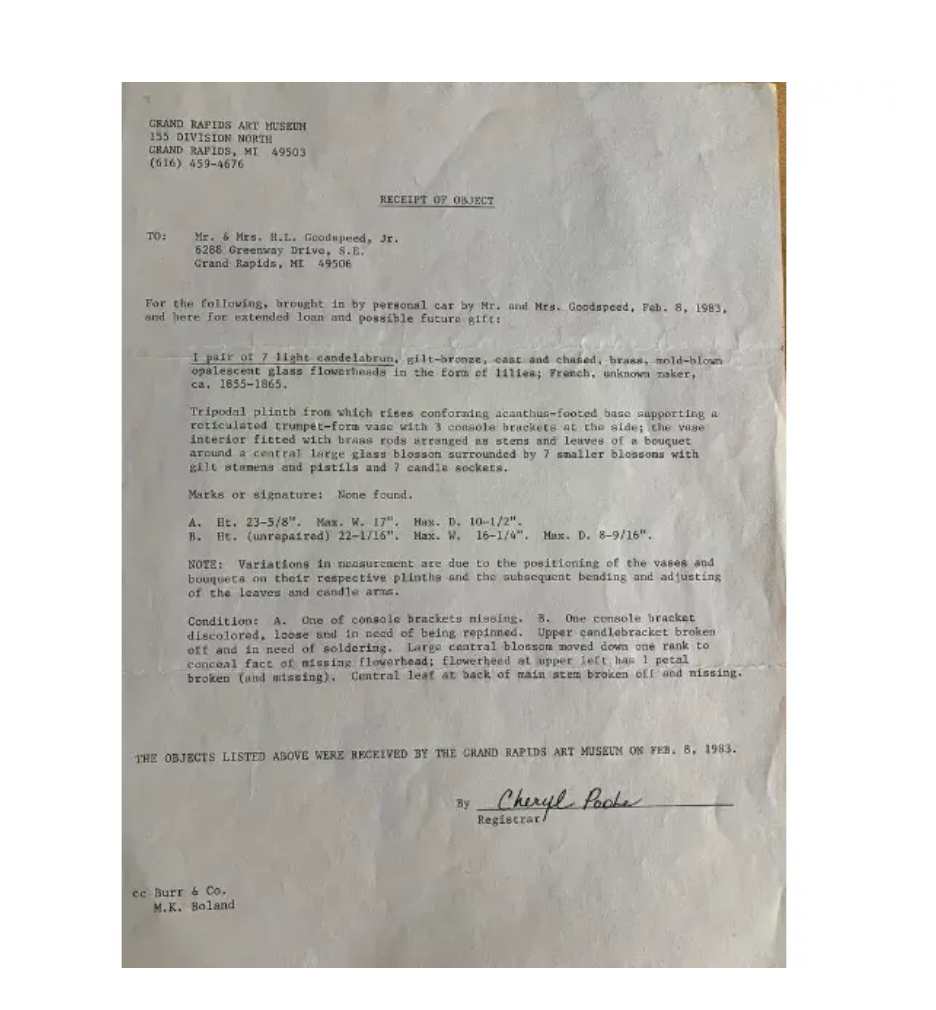 GRAND RAPIDS ART MUSEUM
155 DIVISION NORTH
GRAND RAPIDS, MI 49503
(616) 459-4676
RECEIPT OF OBJECT
TO: Mr. & Mrs. H.L. Goodspeed, Jr.
6288 Greenway Drive, S.E.
Grand Rapids, MI 49506
For the following, brought in by personal car by Mr. and Mrs. Goodspeed, Feb. 8, 1983,
and here for extended loan and possible future gift:
1 pair of 7 light candelabrun, gilt-bronze, cast and chased, brass, mold-blown
opalescent glass flowerheads in the form of lilies; French, unknown maker,
ca. 1855-1865.
Tripodal plinth from which rises conforming acanthus-footed base supporting a
reticulated trumpet-form vase with 3 console brackets at the side; the vase
interior fitted with brass rods arranged as stems and leaves of a bouquet
around a central large glass blossom surrounded by 7 smaller blossoms with
gilt stamens and pistils and 7 candle sockets.
Marks or signature: None found.
A. Ht. 23-5/8". Max. W. 17". Max. D. 10-1/2".
B. Ht. (unrepaired) 22-1/16". Max. W. 16-1/4". Max. D. 8-9/16".
NOTE: Variations in measurement are due to the positioning of the vases and
bouquets on their respective plinths and the subsequent bending and adjusting
of the leaves and candle arms.
Condition: A. One of console brackets missing. B. One console bracket
discolored, loose and in need of being repinned. Upper candlebracket broken
off and in need of soldering. Large central blossom moved down one rank to
conceal fact of missing flowerhead; flowerheed at upper left has 1 petal
broken (and missing). Central leaf at back of main stem broken off and missing.
THE OBJECTS LISTED ABOVE WERE RECEIVED BY THE GRAND RAPIDS ART MUSEUM ON FEB. 8, 1983.
By Cheryl
Registrar
cc Burr & Co.
M.K. Boland